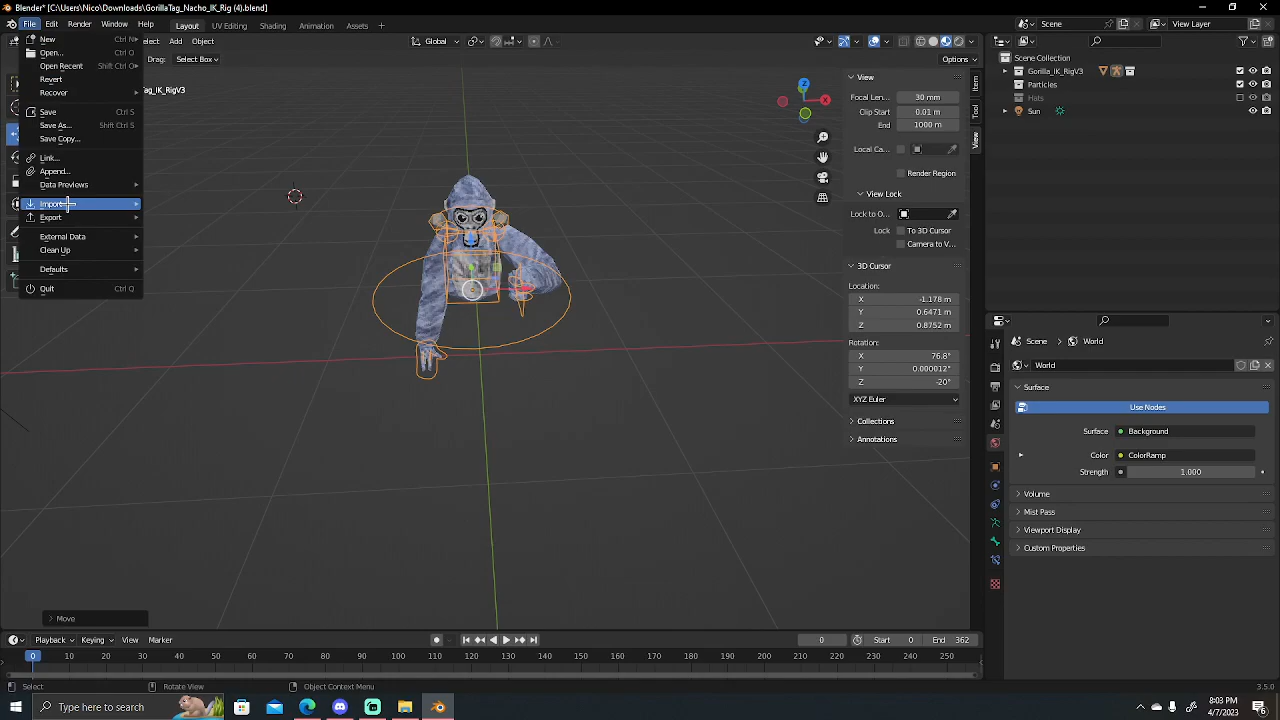 Blender* [C:\Users\Nico\Downloads\GorillaTag_Nacho_IK_Rig (4).blend]
File Edit Render Window Help Layout UV Editing Shading Animation Assets
Scene View Layer
New Ctrl N
Open... Ctrl O
Open Recent Shift Ctrl O
Revert
Recover
Save Ctrl S
Save As... Shift Ctrl S
Save Copy...
Link...
Append...
Data Previews
Import
Export
External Data
Clean Up
Defaults
Quit Ctrl Q
elect Add Object
Global
Drag: Select Box
Options
ag_IK_RigV3
Z
X
View
Focal Len... 30 mm
Clip Start 0.01 m
End 1000 m
Local Ca...
Render Region
View Lock
Lock to O...
Lock To 3D Cursor
Camera to V...
3D Cursor
Location:
X -1.178 m
Y 0.6471 m
Z 0.8752 m
Rotation:
X 76.8°
Y 0.000012°
Z -20°
XYZ Euler
Collections
Annotations
Item
Tool
View
Scene Collection
Gorilla_IK_RigV3
Particles
Hats
Sun
Scene World
World
Surface
Use Nodes
Surface Background
Color ColorRamp
Strength 1.000
Volume
Mist Pass
Viewport Display
Custom Properties
Move
Playback Keying View Marker
0 Start 0 End 362
0 10 20 30 40 50 60 70 80 90 100 110 120 130 140 150 160 170 180 190 200 210 220 230 240 250
Select Rotate View Object Context Menu
3.5.0
Type here to search
8:03 PM
4/7/2023